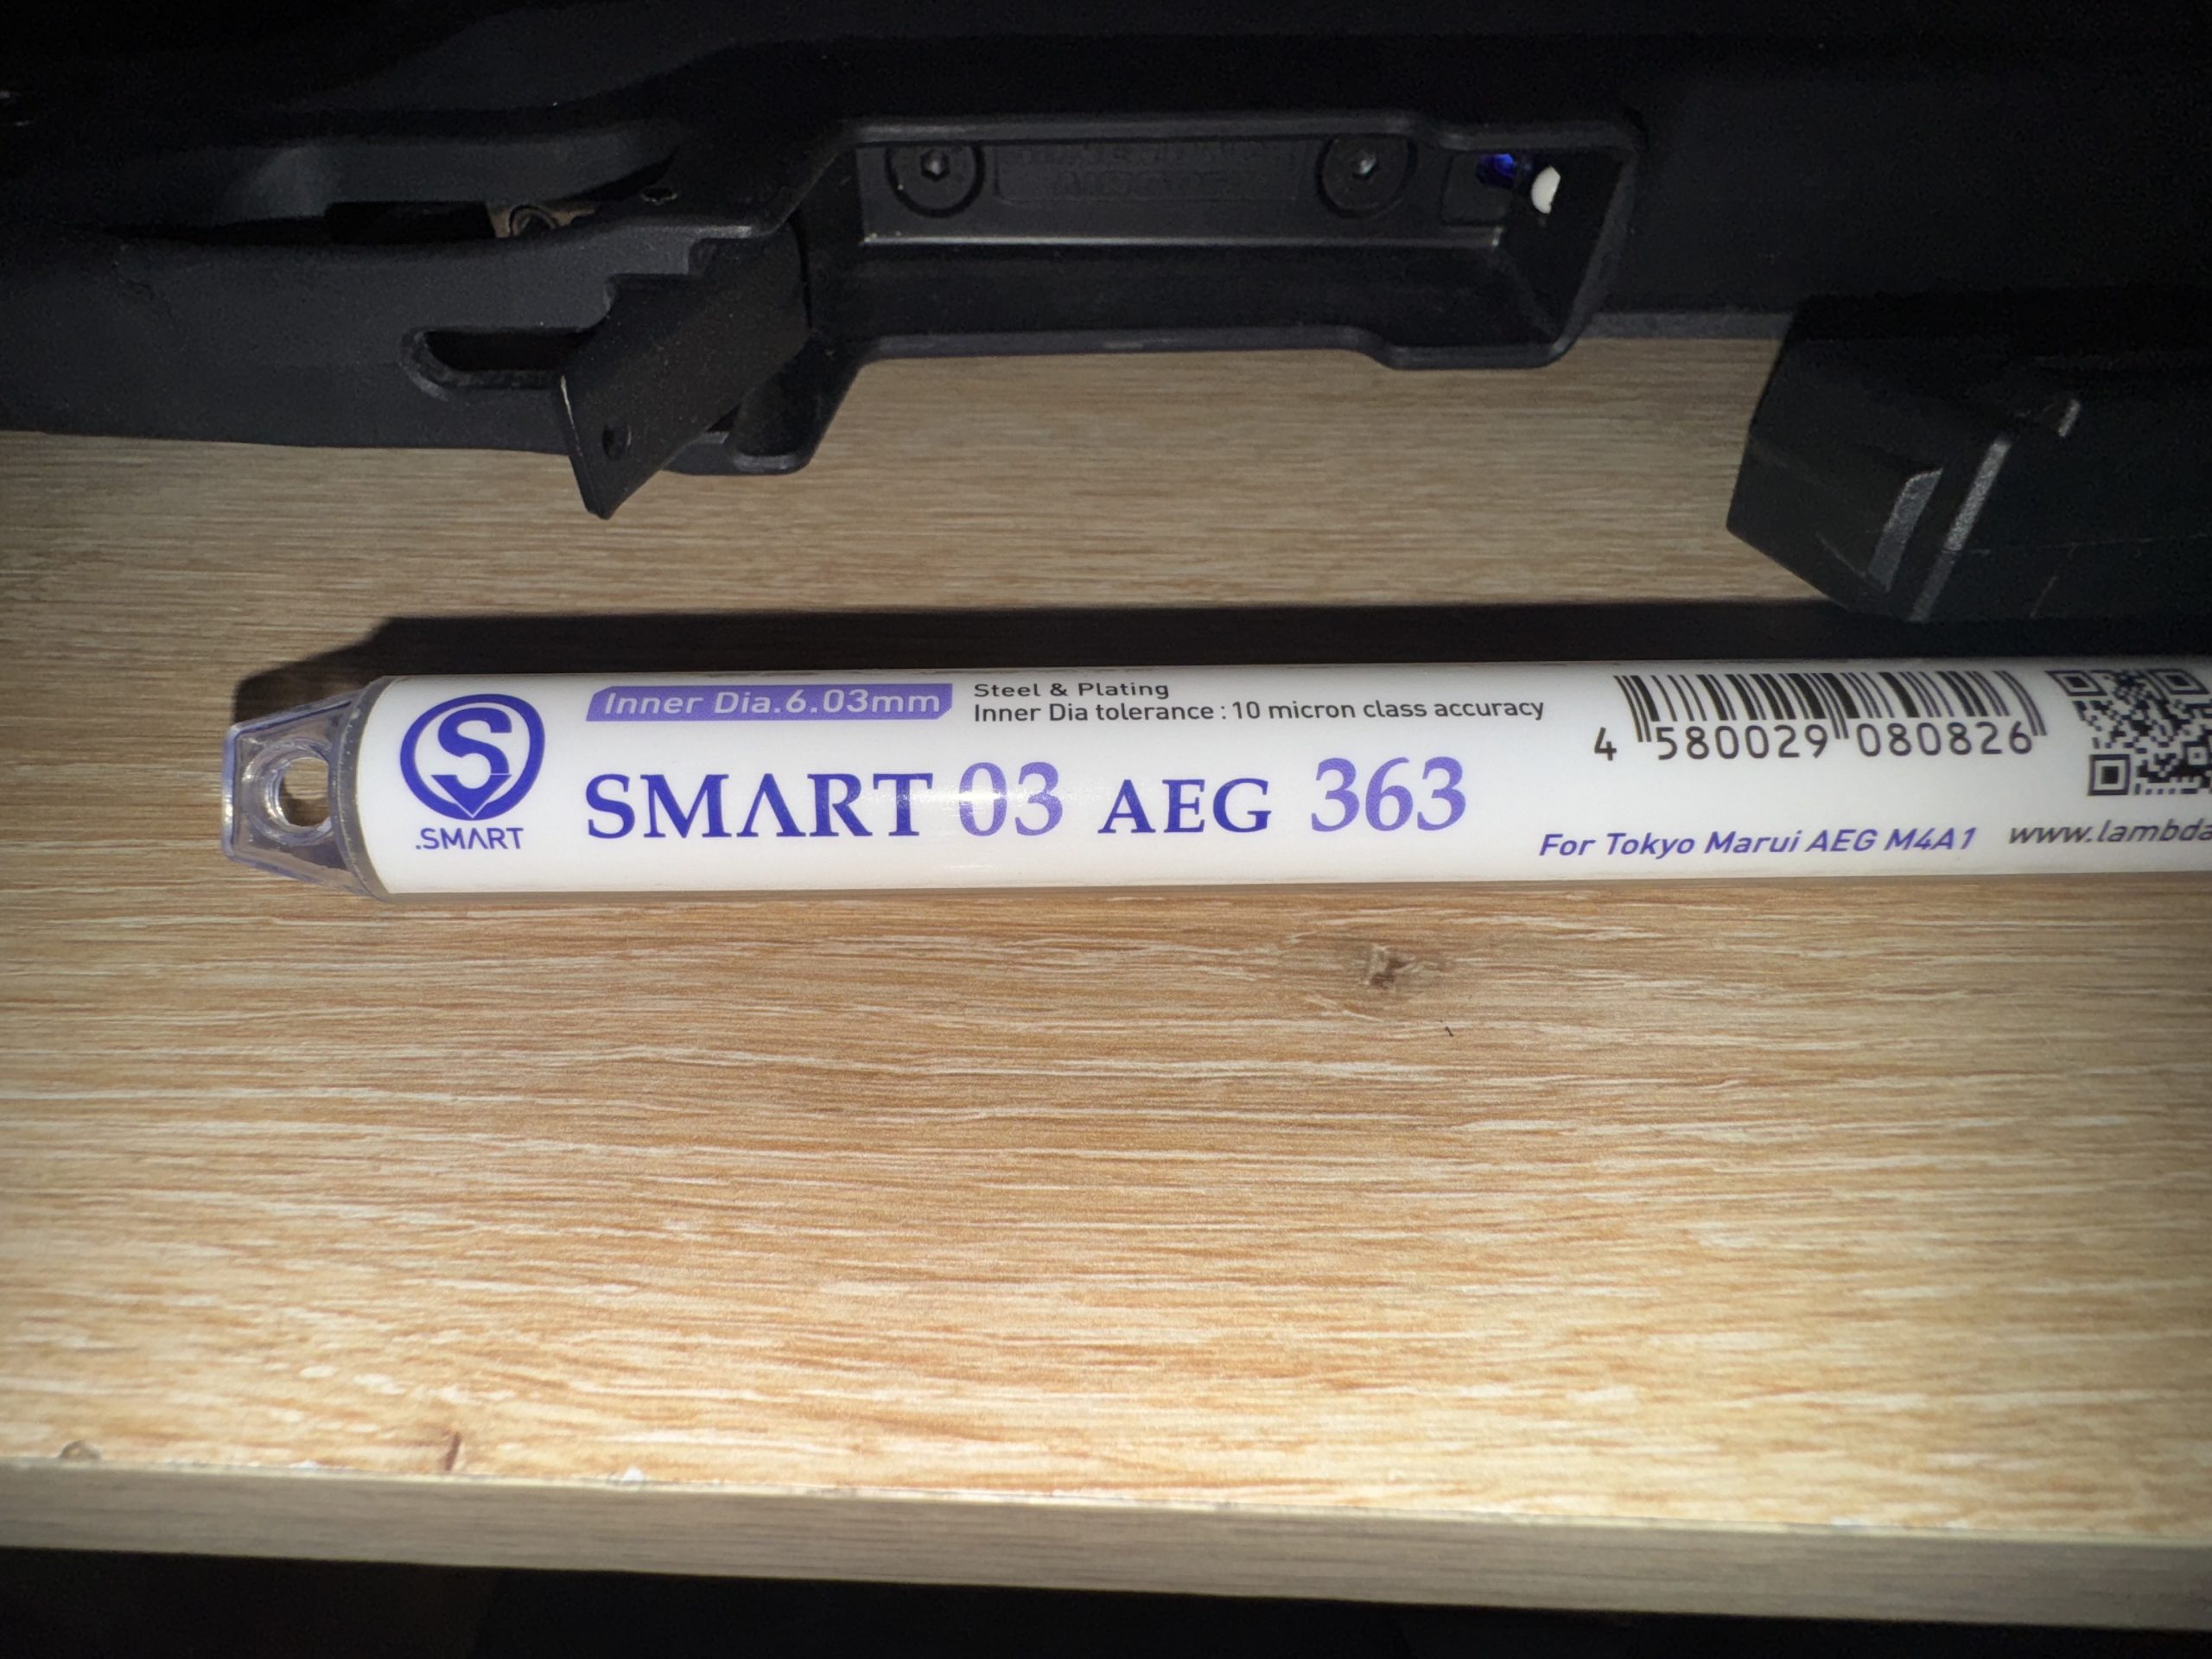 Inner Dia.6.03mm
Steel & Plating
Inner Dia tolerance : 10 micron class accuracy
S
.SMART
SMART 03 AEG 363
4 580029 080826
For Tokyo Marui AEG M4A1
www.lambda